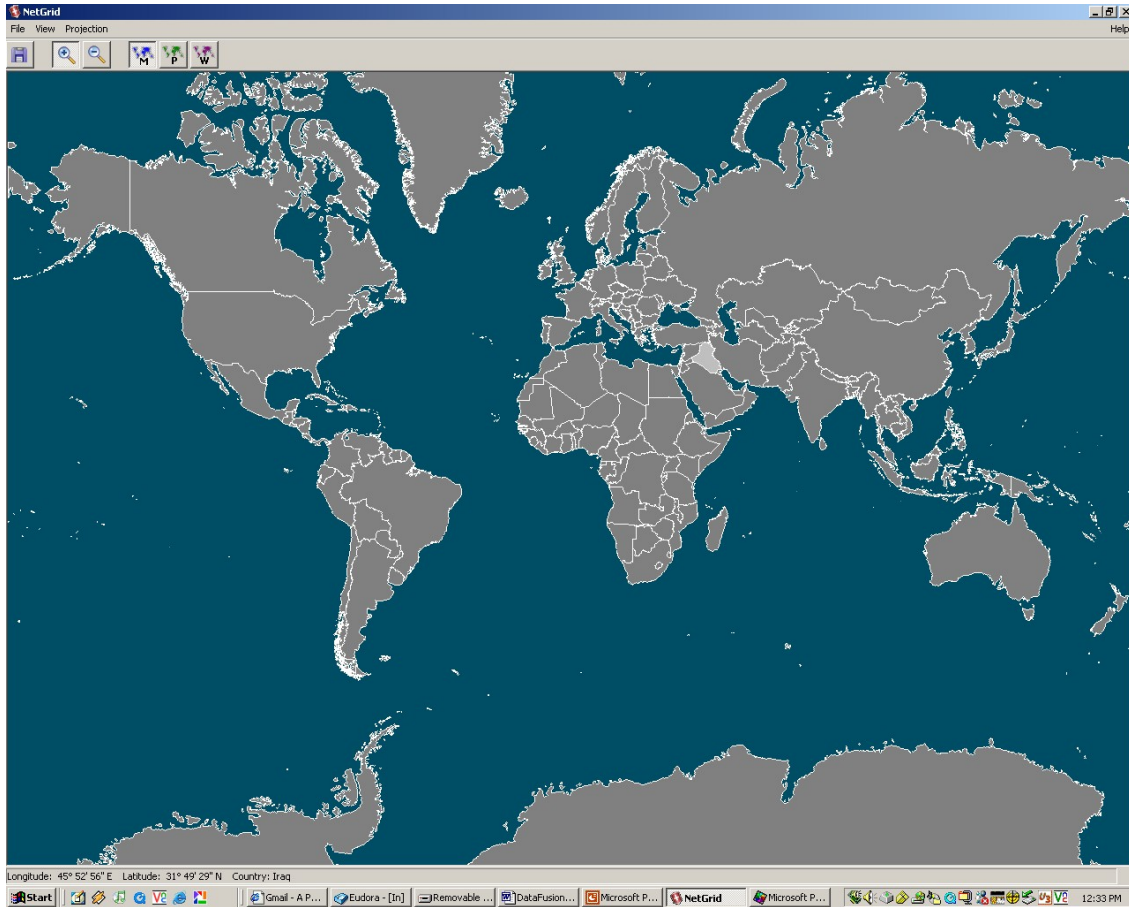 NetGrid
File View Projection Help
M P W
Longitude: 45° 52' 56" E Latitude: 31° 49' 29" N Country: Iraq
Start Gmail - A P... Eudora - [In] Removable ... DataFusion... Microsoft P... NetGrid Microsoft P... 12:33 PM